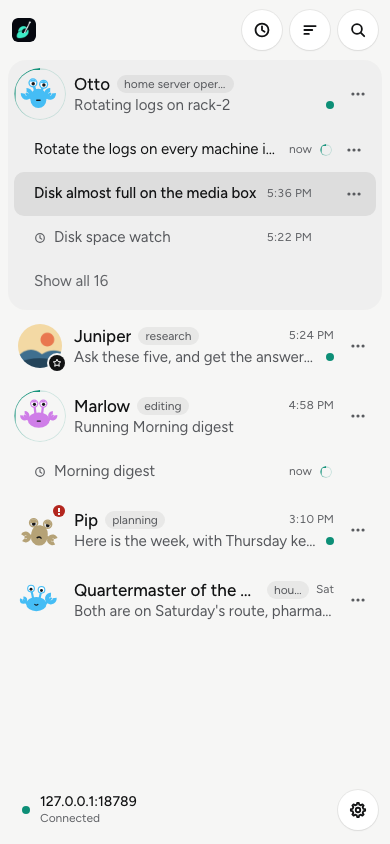 Otto home server oper...
Rotating logs on rack-2
Rotate the logs on every machine i... now
Disk almost full on the media box 5:36 PM
Disk space watch 5:22 PM
Show all 16
Juniper research 5:24 PM
Ask these five, and get the answer...
Marlow editing 4:58 PM
Running Morning digest
Morning digest now
Pip planning 3:10 PM
Here is the week, with Thursday ke...
Quartermaster of the ... hou... Sat
Both are on Saturday's route, pharma...
127.0.0.1:18789
Connected